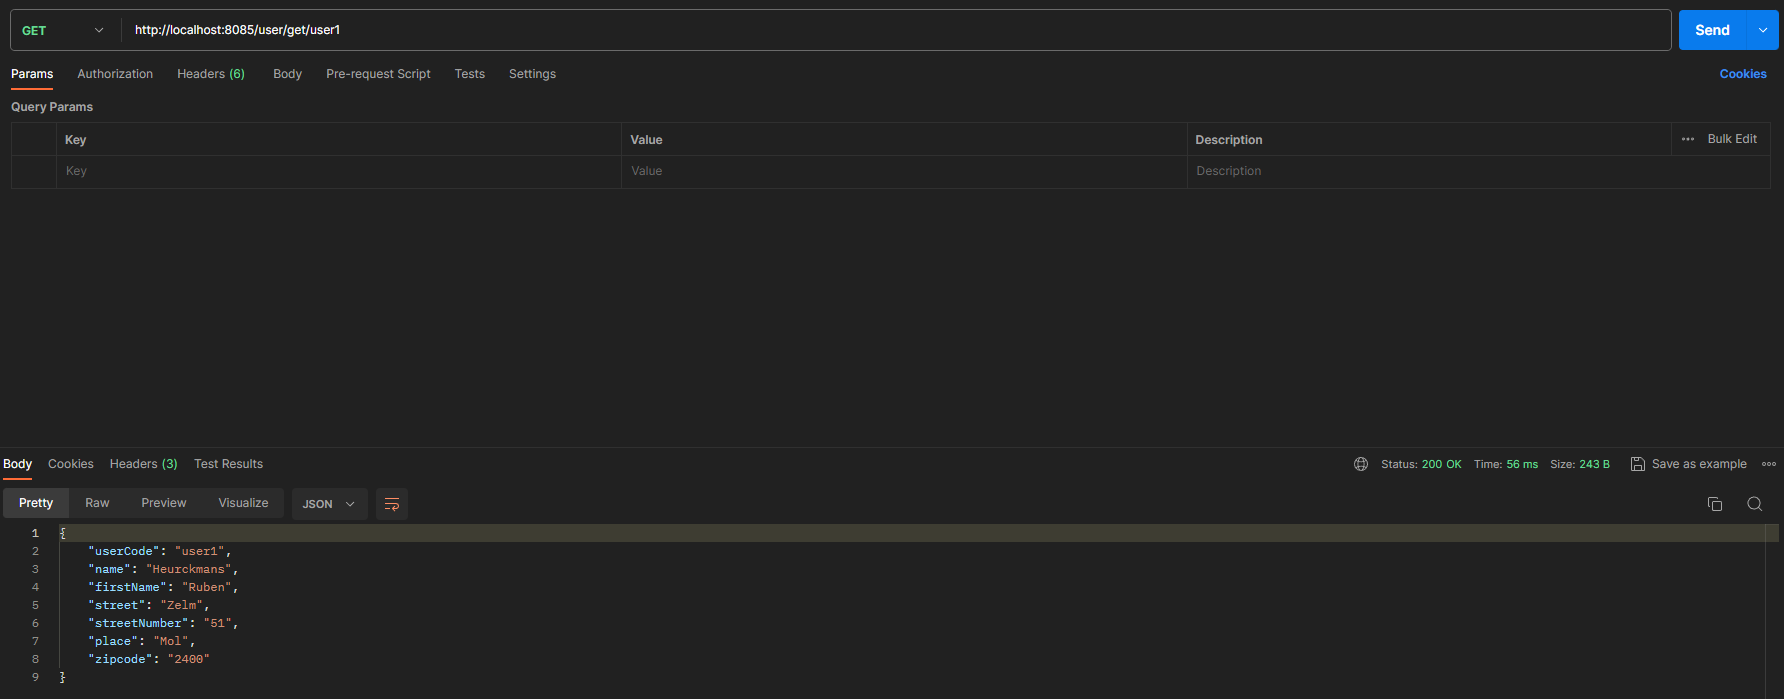 GET http://localhost:8085/user/get/user1 Send
Params Authorization Headers (6) Body Pre-request Script Tests Settings Cookies
Query Params
Key Value Description ••• Bulk Edit
Key Value Description
Body Cookies Headers (3) Test Results Status: 200 OK Time: 56 ms Size: 243 B Save as example
Pretty Raw Preview Visualize JSON
1 {
2 "userCode": "user1",
3 "name": "Heurckmans",
4 "firstName": "Ruben",
5 "street": "Zelm",
6 "streetNumber": "51",
7 "place": "Mol",
8 "zipcode": "2400"
9 }